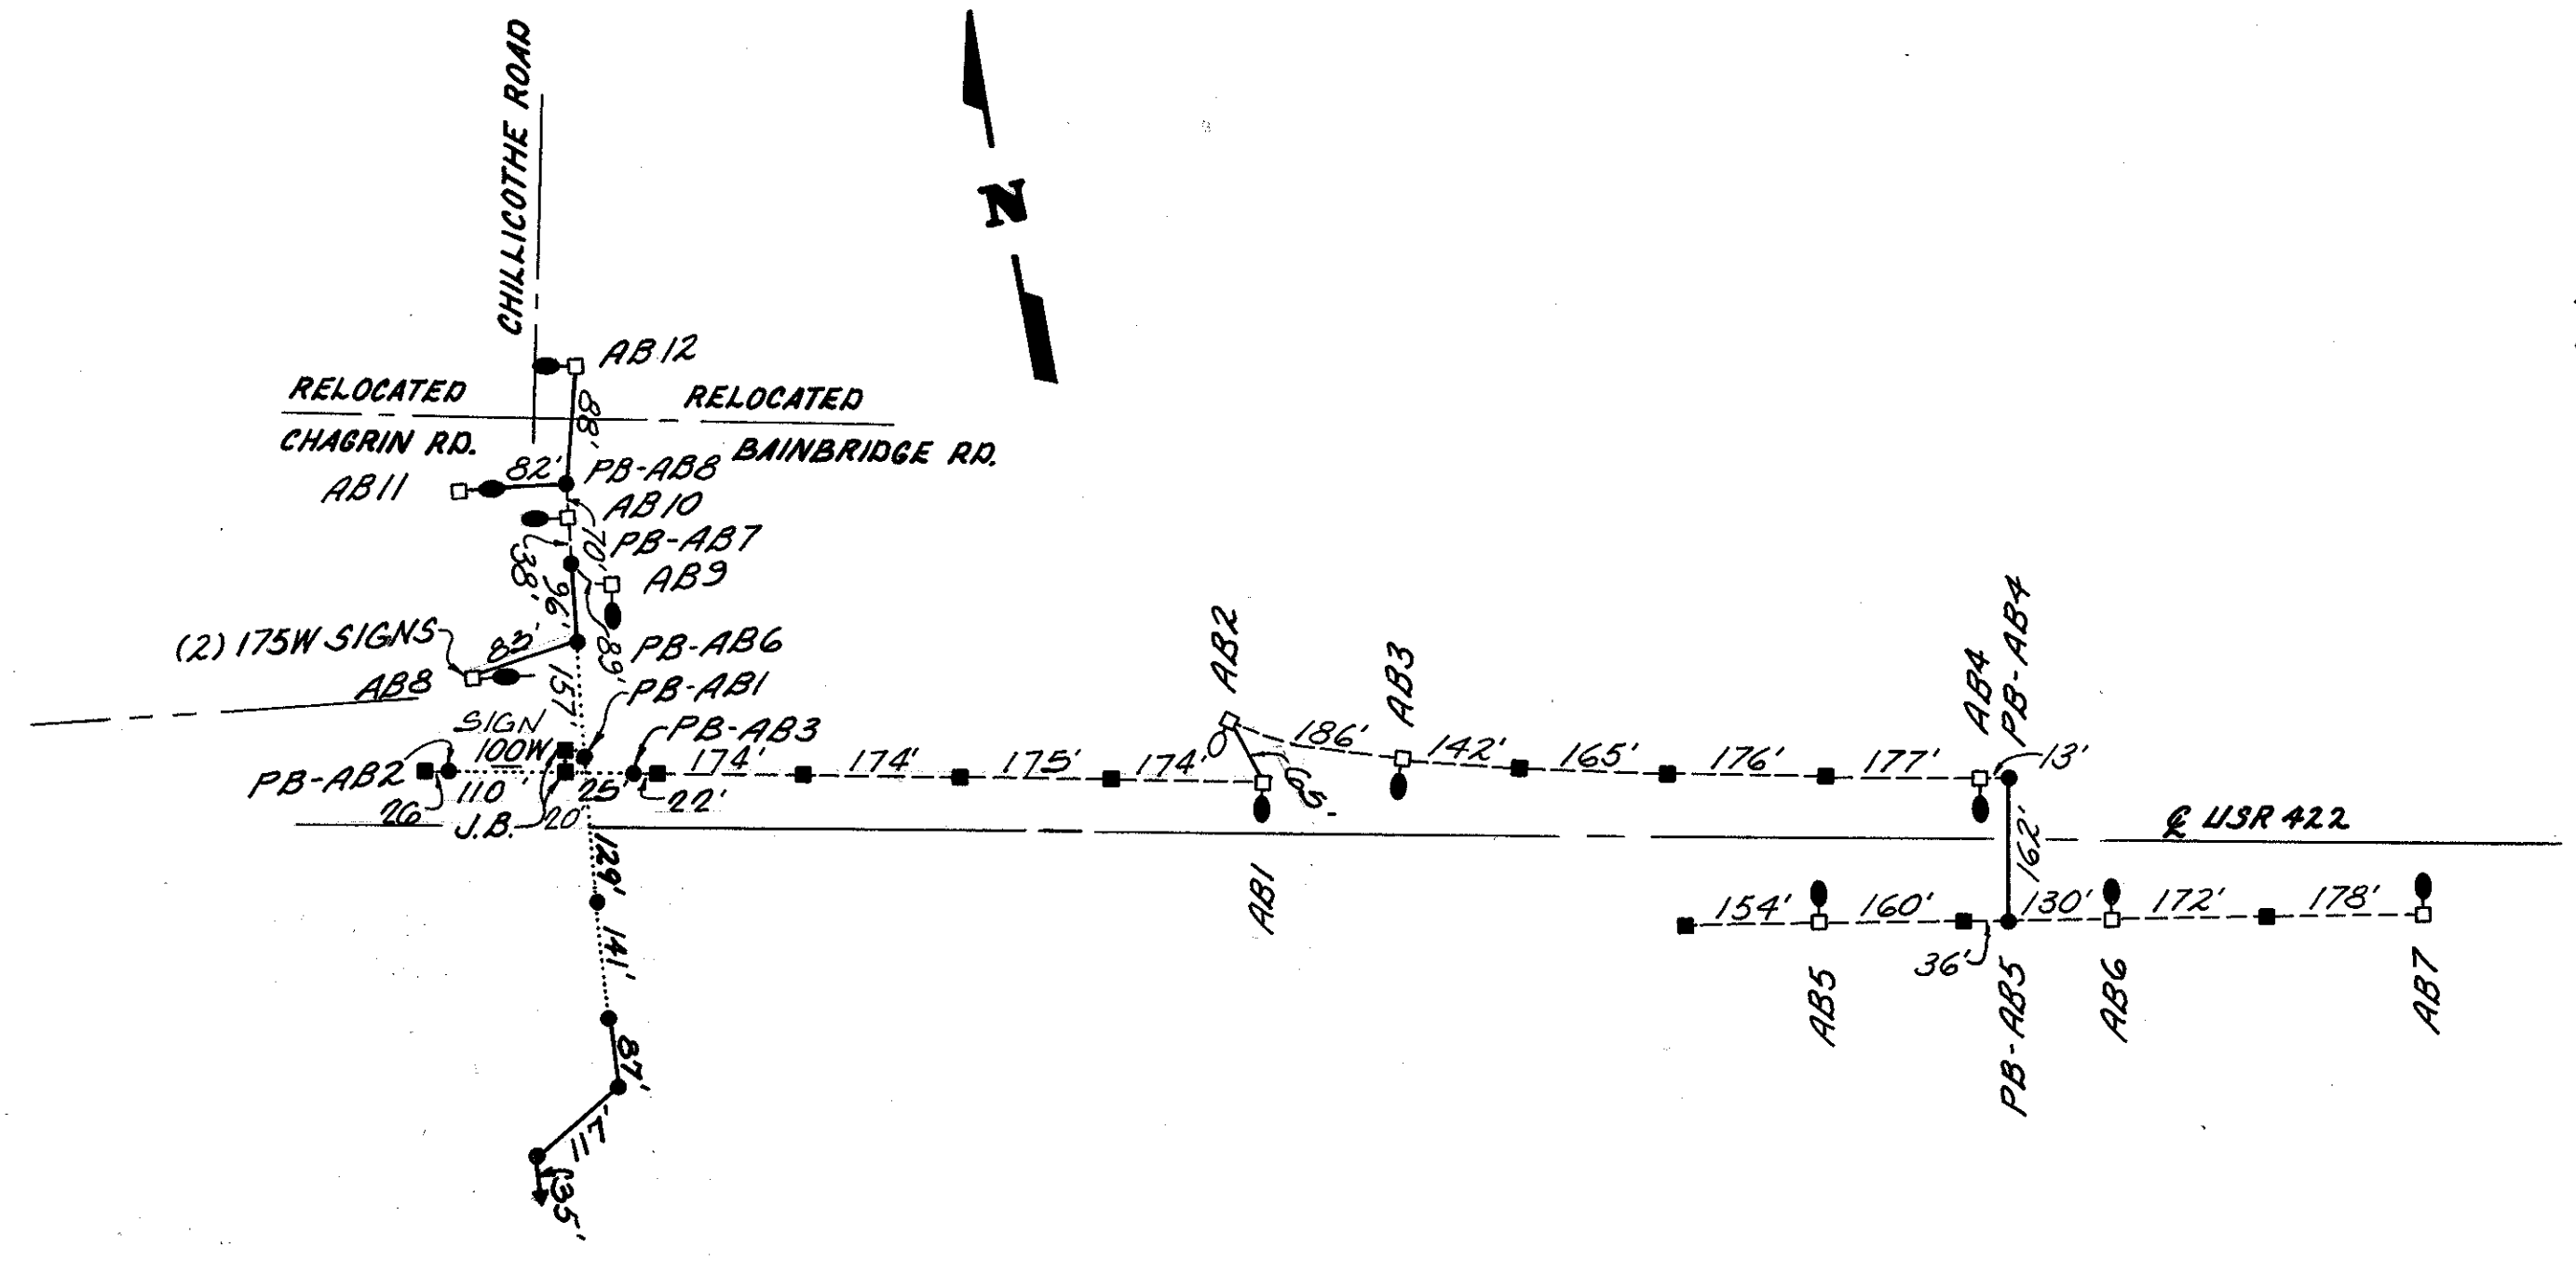 CHILLICOTHE ROAD
N
AB12
RELOCATED
RELOCATED
88'
CHAGRIN RD.
BAINBRIDGE RD.
82'
PB-AB8
AB11
AB10
70'
PB-AB7
38'
AB9
96'
(2) 175W SIGNS
83'
89'
PB-AB6
AB8
157'
PB-AB1
SIGN
100W
PB-AB3
PB-AB2
26
110'
J.B.
20'
25'
22'
174'
174'
175'
174'
AB2
69'
AB1
186'
AB3
142'
165'
176'
177'
AB4
PB-AB4
13'
162'
℄ USR 422
154'
160'
36'
130'
172'
178'
AB5
PB-AB5
AB6
AB7
129'
141'
87'
117'
35'